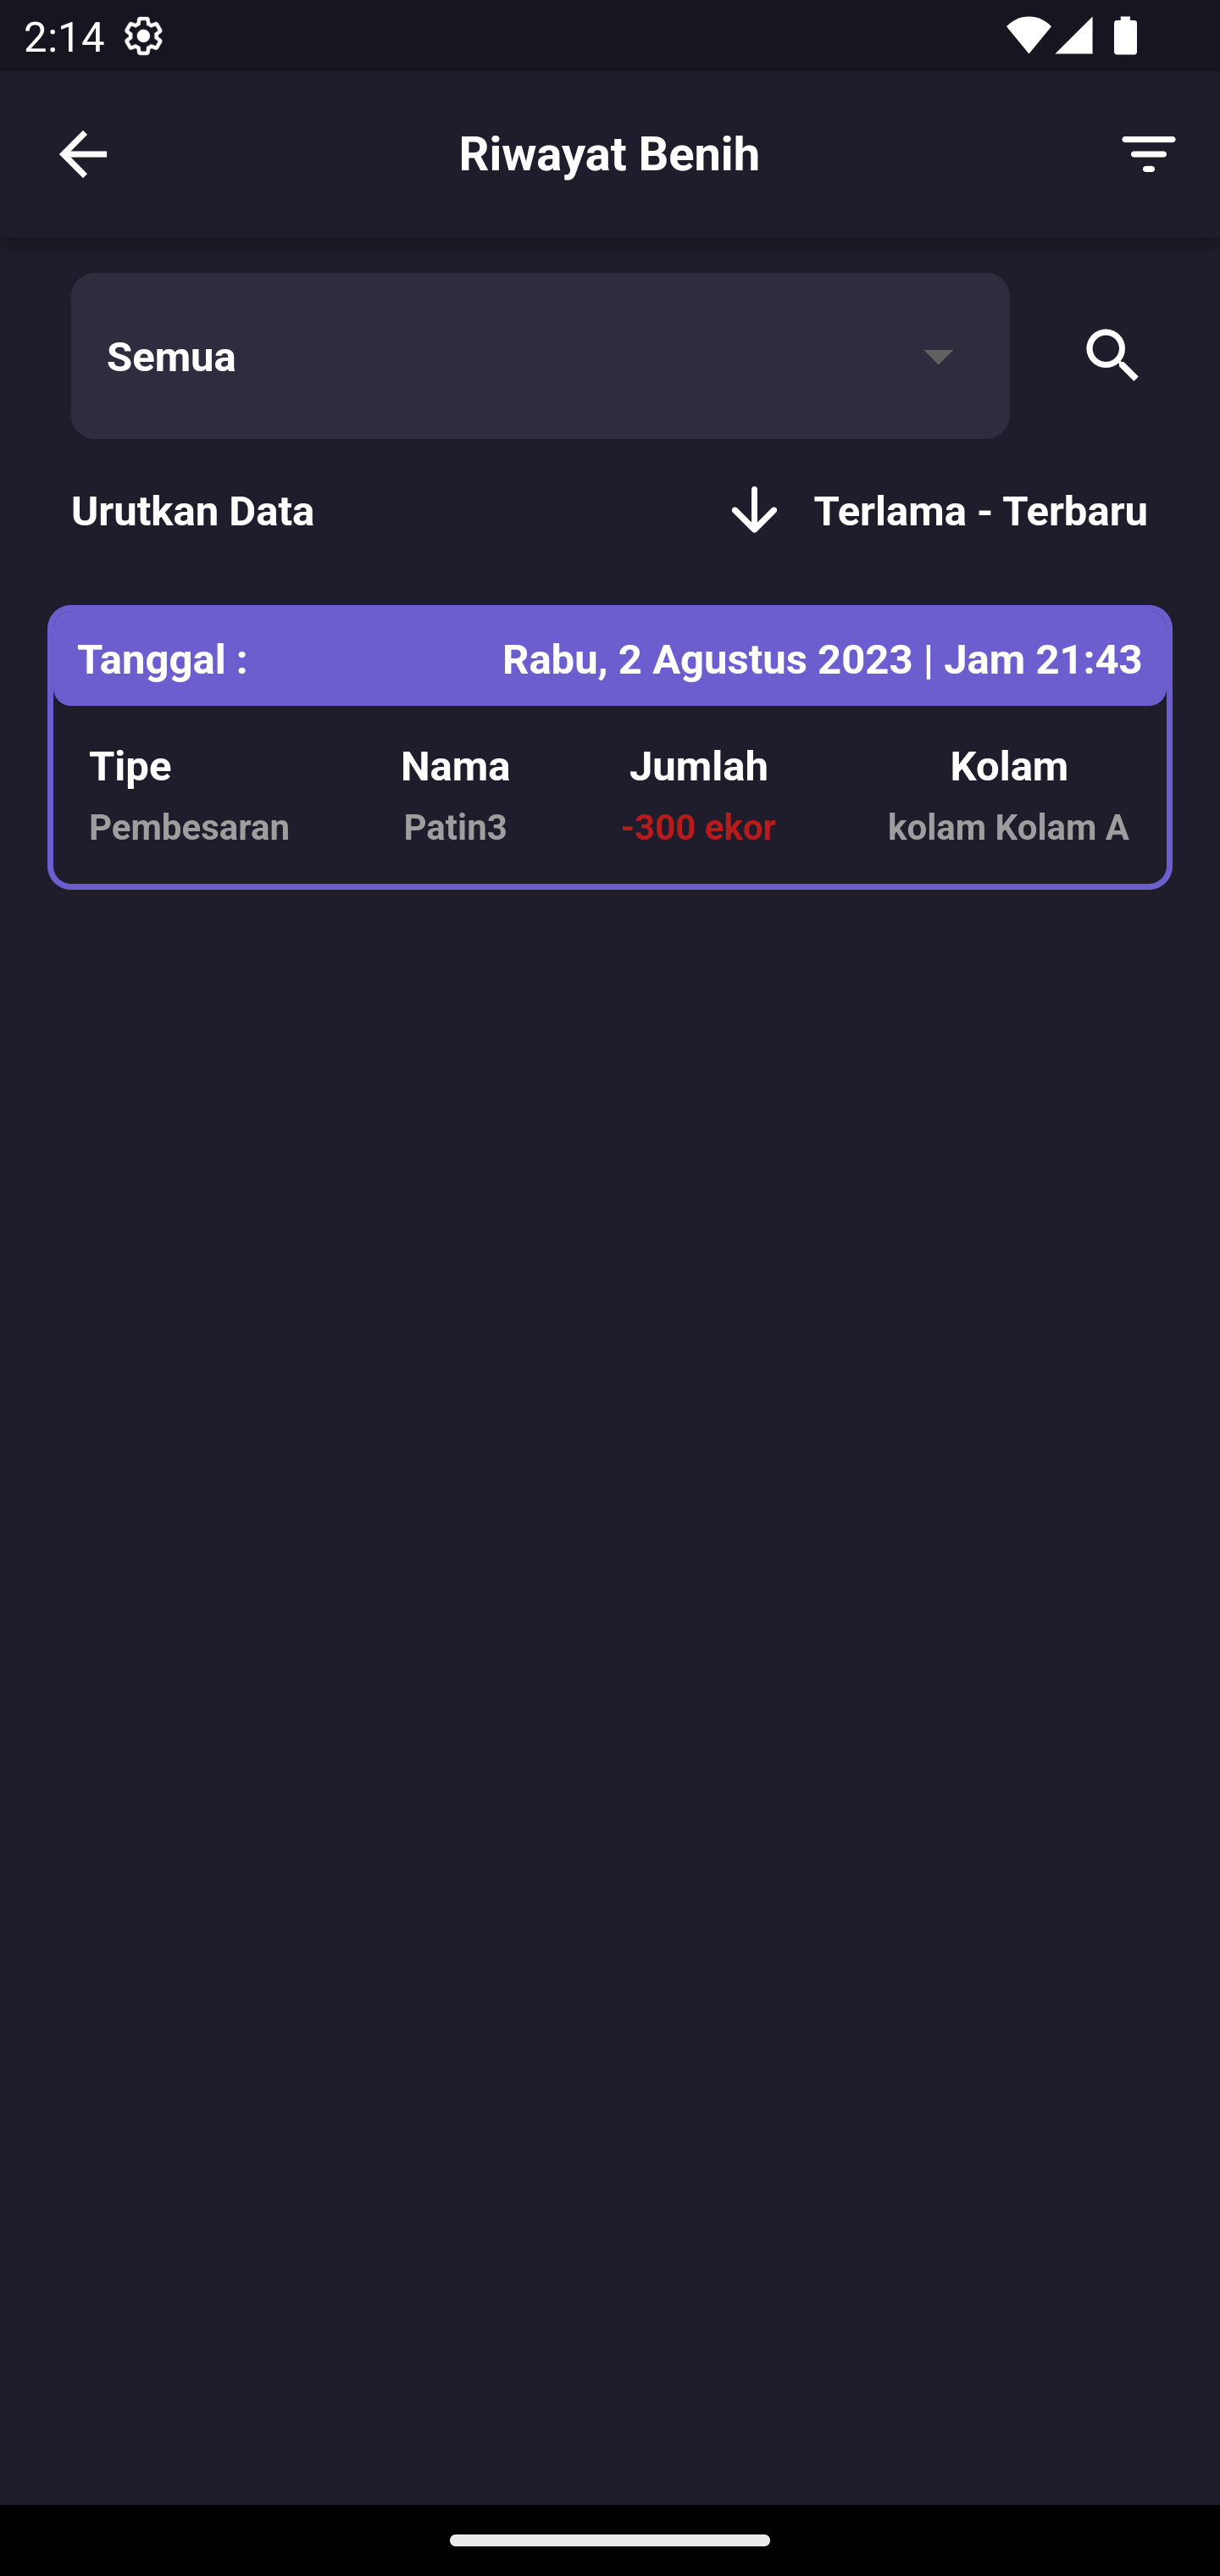 2:14
Riwayat Benih
Semua
Urutkan Data Terlama - Terbaru
Tanggal : Rabu, 2 Agustus 2023 | Jam 21:43
Tipe Nama Jumlah Kolam
Pembesaran Patin3 -300 ekor kolam Kolam A